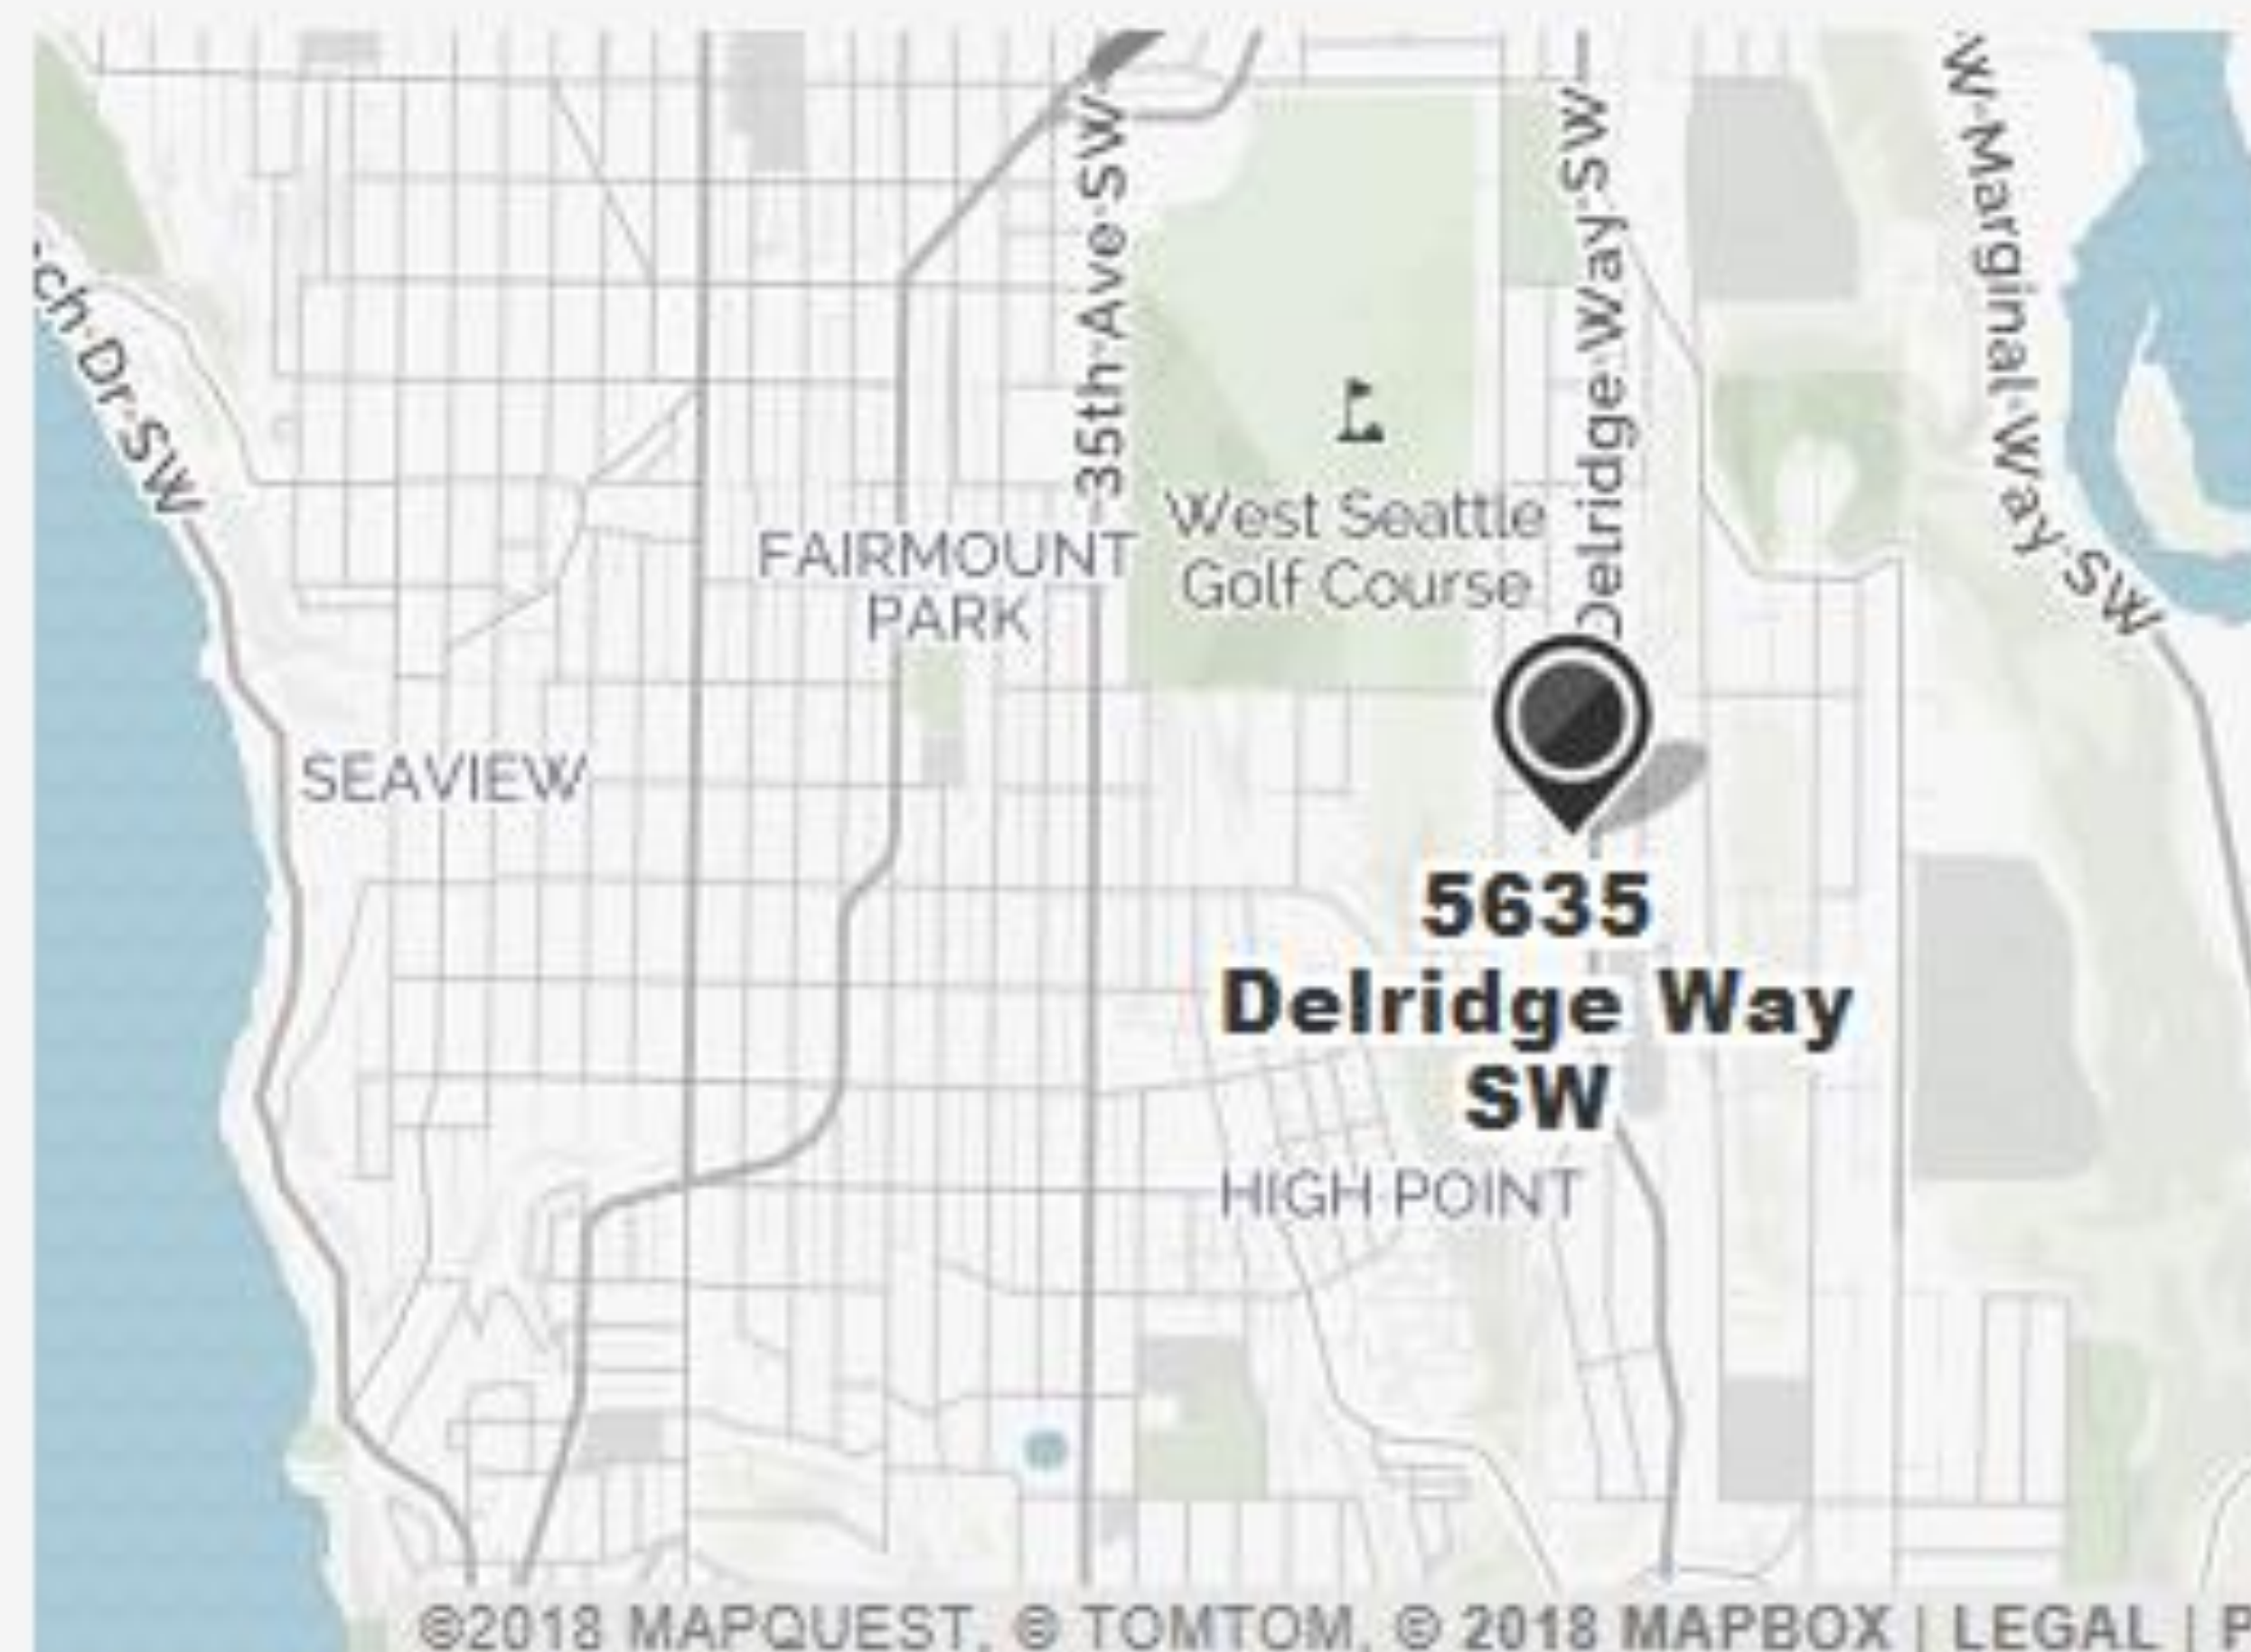 35th Ave SW
Delridge Way SW
W Marginal Way SW
ch Dr SW
West Seattle
Golf Course
FAIRMOUNT
PARK
SEAVIEW
5635
Delridge Way
SW
HIGH POINT
©2018 MAPQUEST, © TOMTOM, © 2018 MAPBOX | LEGAL | P